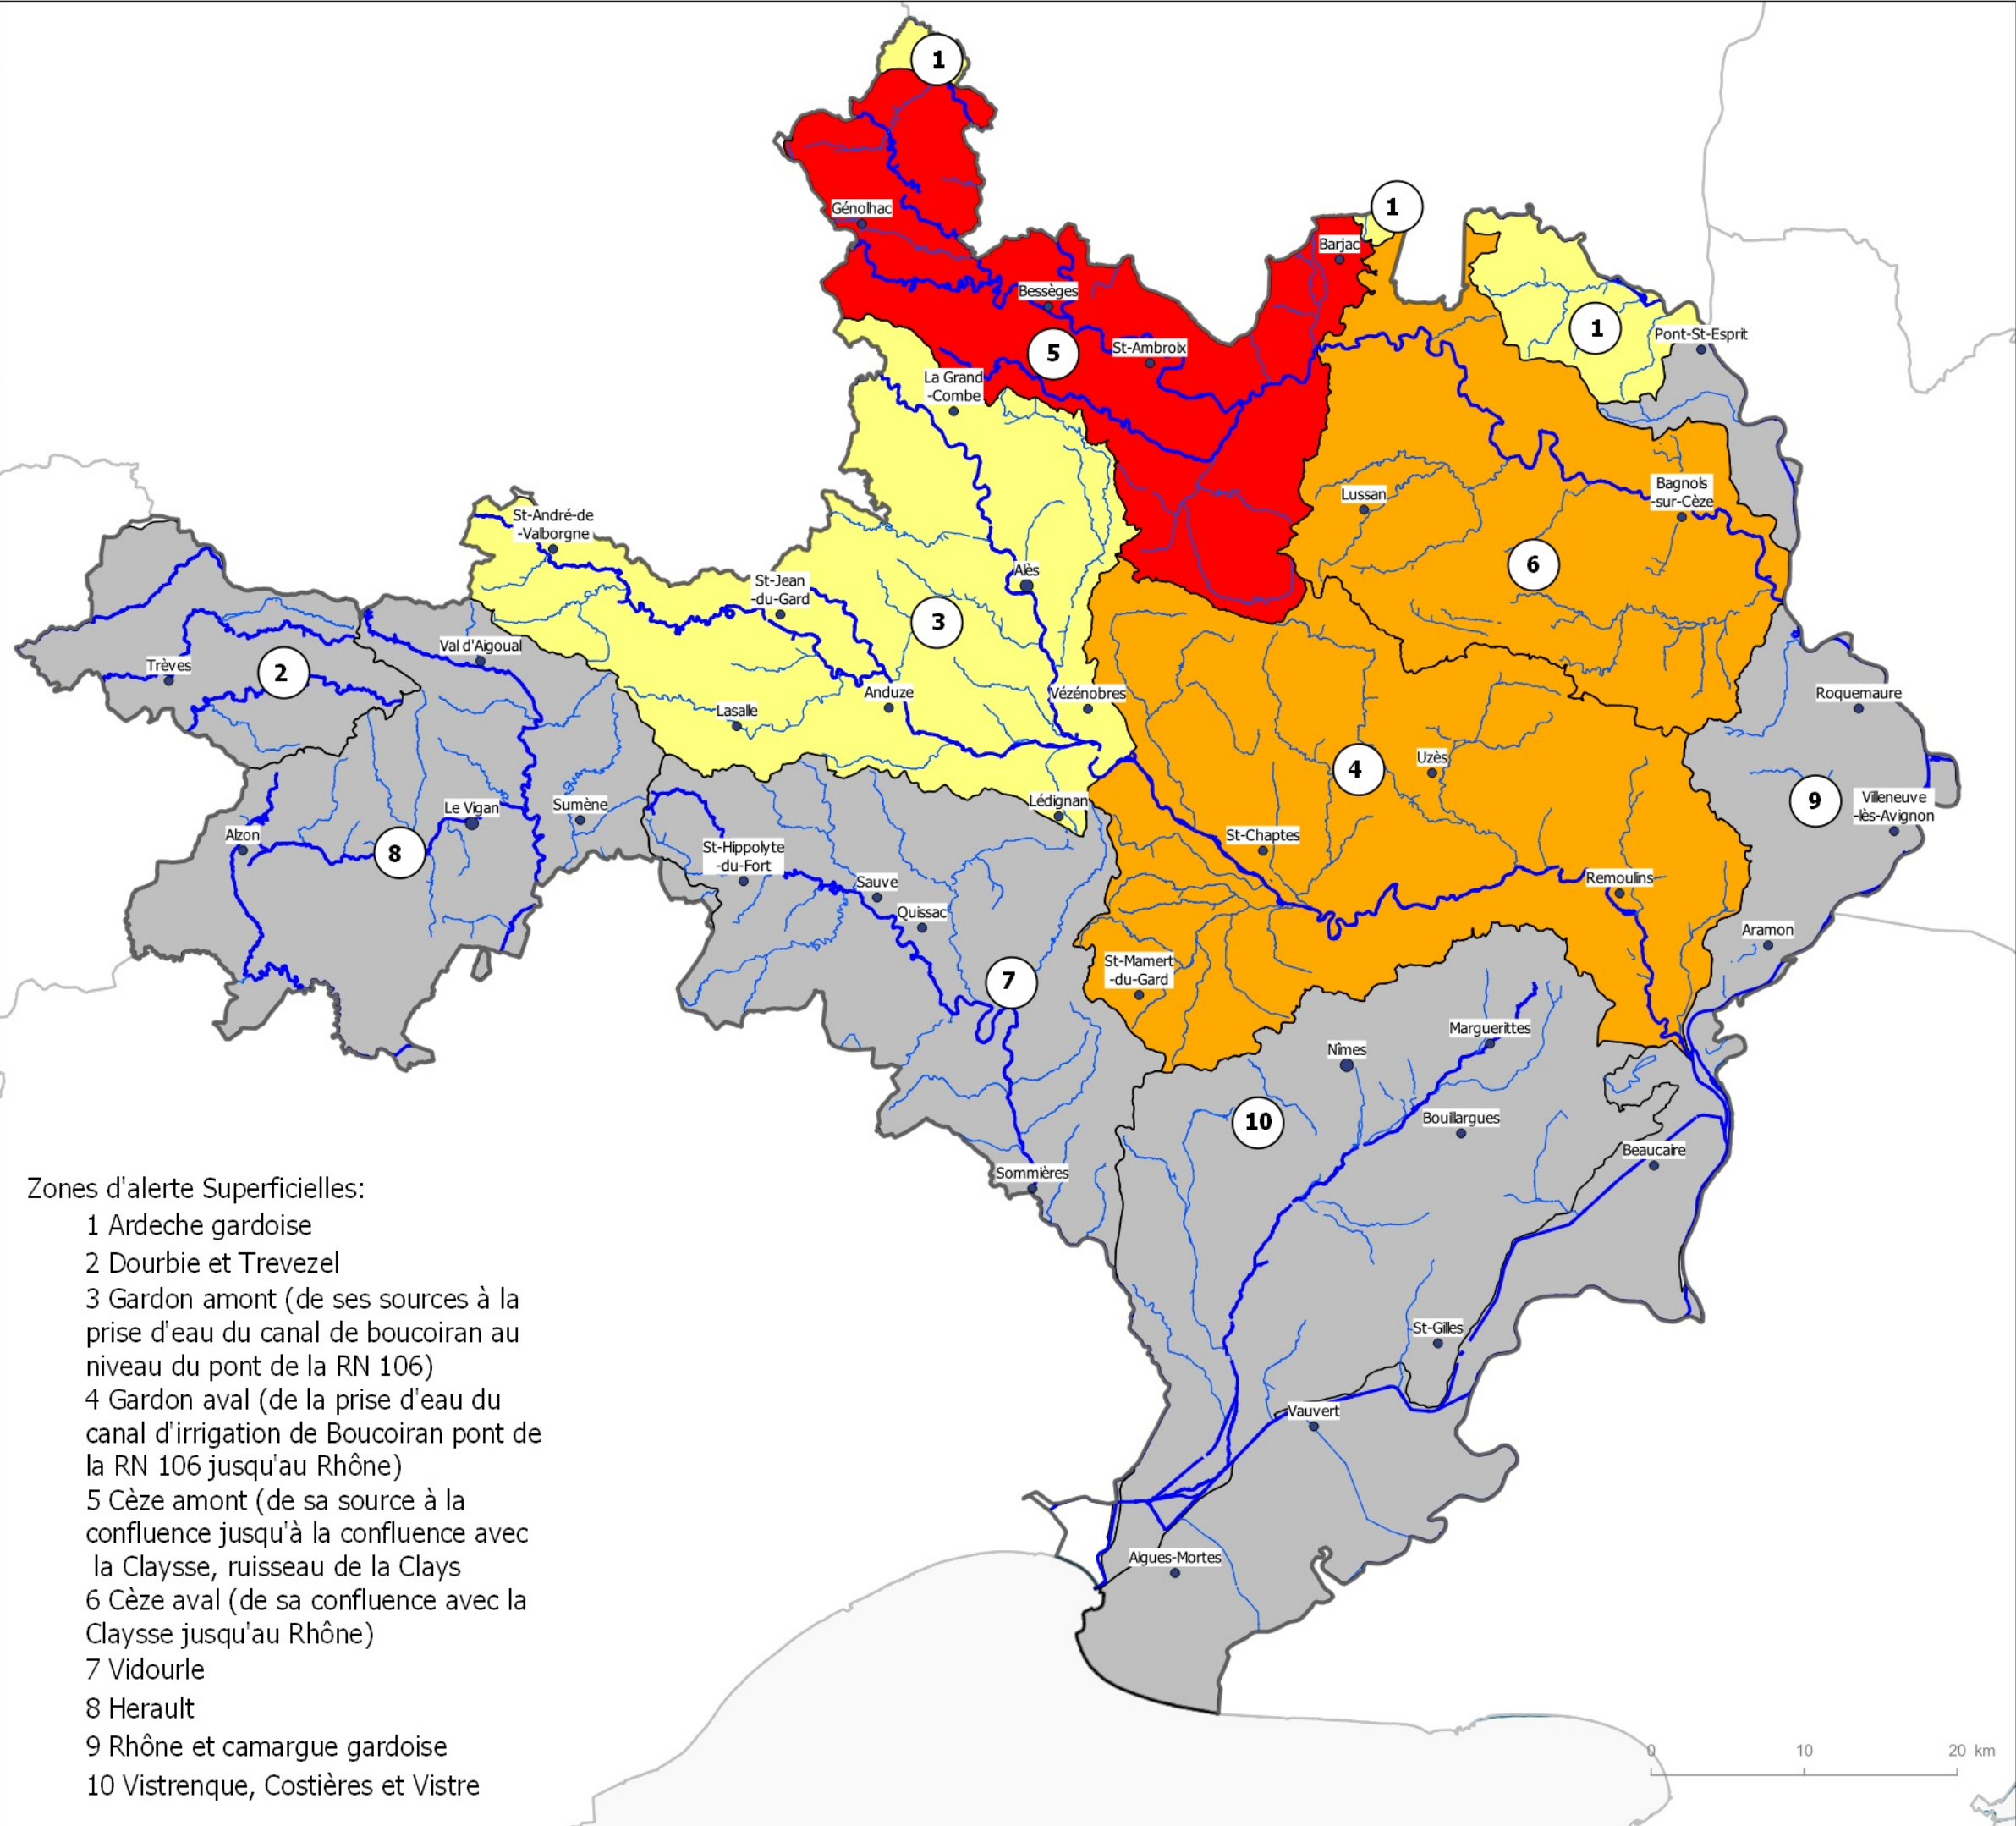 1
1
Génolhac
Barjac
Bessèges
1
Pont-St-Esprit
5
St-Ambroix
La Grand
-Combe
Lussan
Bagnols
-sur-Cèze
St-André-de
-Valborgne
6
Alès
St-Jean
-du-Gard
3
Val d'Aigoual
Trèves
2
Anduze
Vézénobres
Lasalle
Roquemaure
4
Uzès
9
Villeneuve
-lès-Avignon
Lédignan
Le Vigan
Sumène
Alzon
8
St-Chaptes
St-Hippolyte
-du-Fort
Sauve
Remoulins
Quissac
Aramon
St-Mamert
-du-Gard
7
Marguerittes
Nîmes
10
Bouillargues
Beaucaire
Sommières
St-Gilles
Vauvert
Aigues-Mortes
Zones d'alerte Superficielles:
1 Ardeche gardoise
2 Dourbie et Trevezel
3 Gardon amont (de ses sources à la
prise d'eau du canal de boucoiran au
niveau du pont de la RN 106)
4 Gardon aval (de la prise d'eau du
canal d'irrigation de Boucoiran pont de
la RN 106 jusqu'au Rhône)
5 Cèze amont (de sa source à la
confluence jusqu'à la confluence avec
la Claysse, ruisseau de la Clays
6 Cèze aval (de sa confluence avec la
Claysse jusqu'au Rhône)
7 Vidourle
8 Herault
9 Rhône et camargue gardoise
10 Vistrenque, Costières et Vistre
0 10 20 km